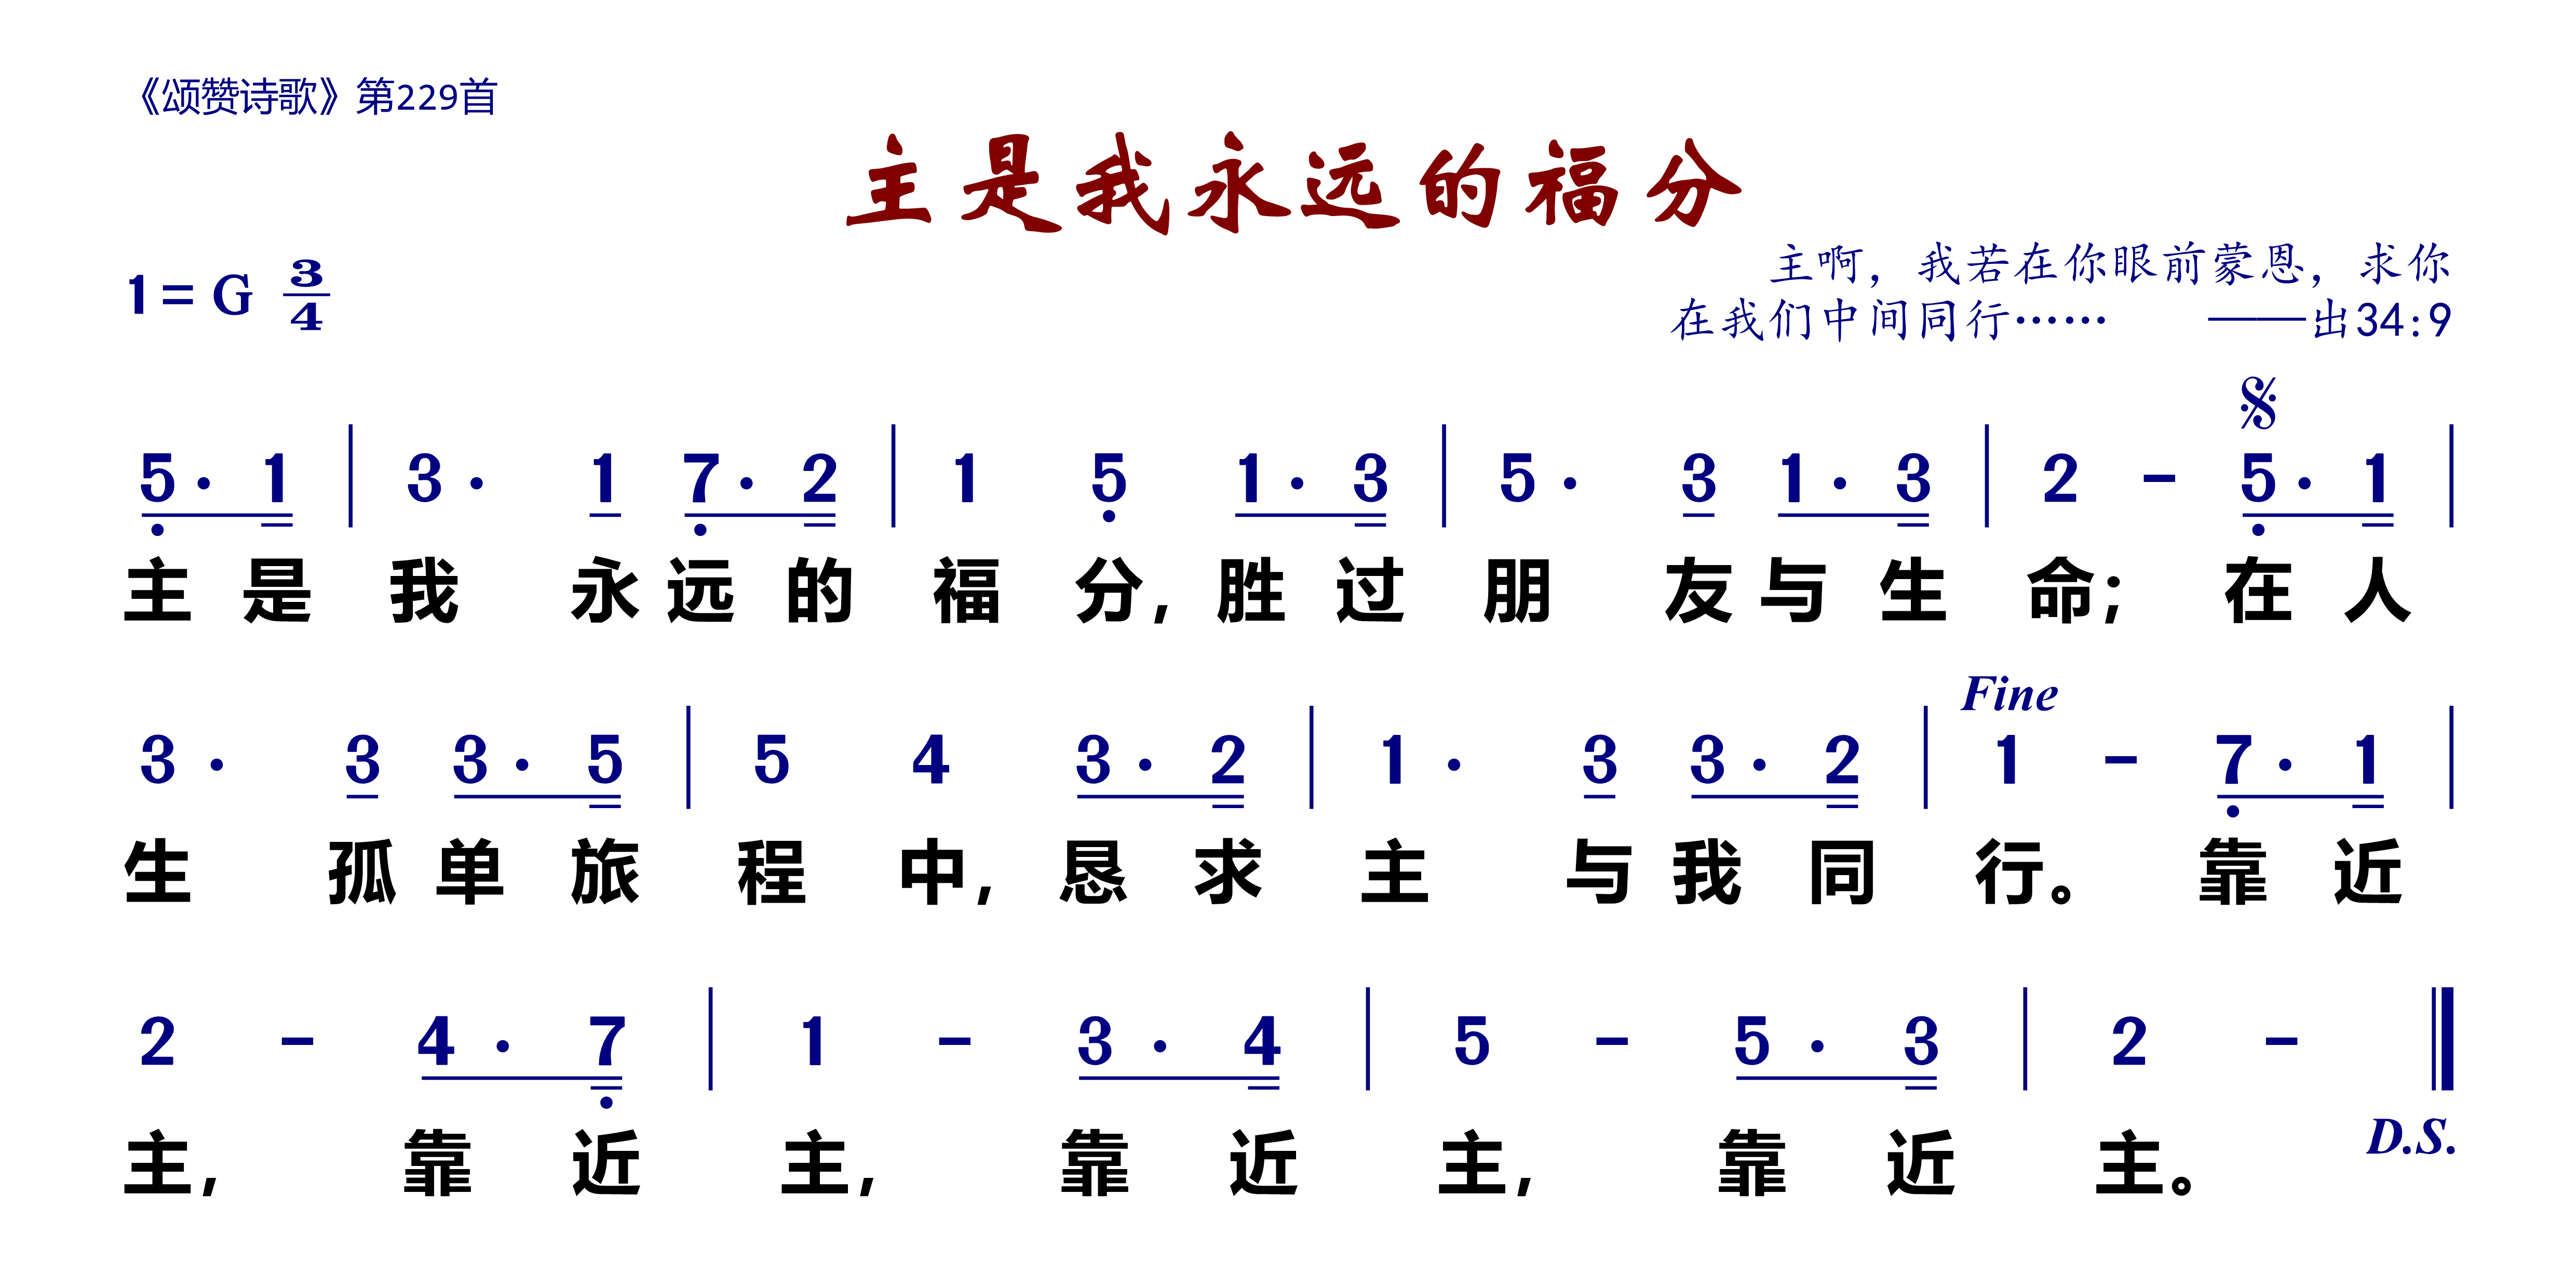 《颂赞诗歌》第229首
主是我永远的福分
1= G 3/4
主啊，我若在你眼前蒙恩，求你
在我们中间同行…… ——出34:9
𝄋
5̣ · 1 | 3 · 1 7̣ · 2 | 1 5̣ 1 · 3 | 5 · 3 1 · 3 | 2 - 5̣ · 1 |
主 是 我 永 远 的 福 分，胜 过 朋 友 与 生 命；在 人
Fine
3 · 3 3 · 5 | 5 4 3 · 2 | 1 · 3 3 · 2 | 1 - 7̣ · 1 |
生 孤 单 旅 程 中，恳 求 主 与 我 同 行。靠 近
2 - 4 · 7̣ | 1 - 3 · 4 | 5 - 5 · 3 | 2 - ‖
主，靠 近 主，靠 近 主，靠 近 主。
D.S.